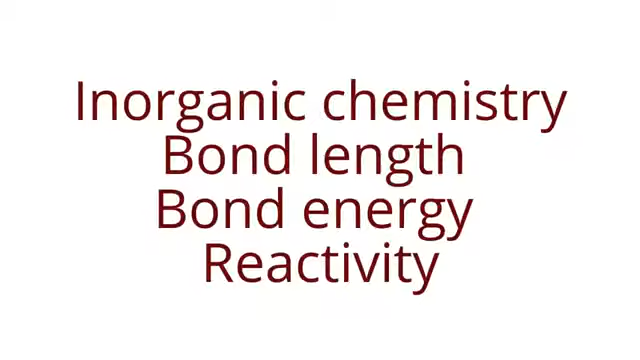 Inorganic chemistry
Bond length
Bond energy
Reactivity